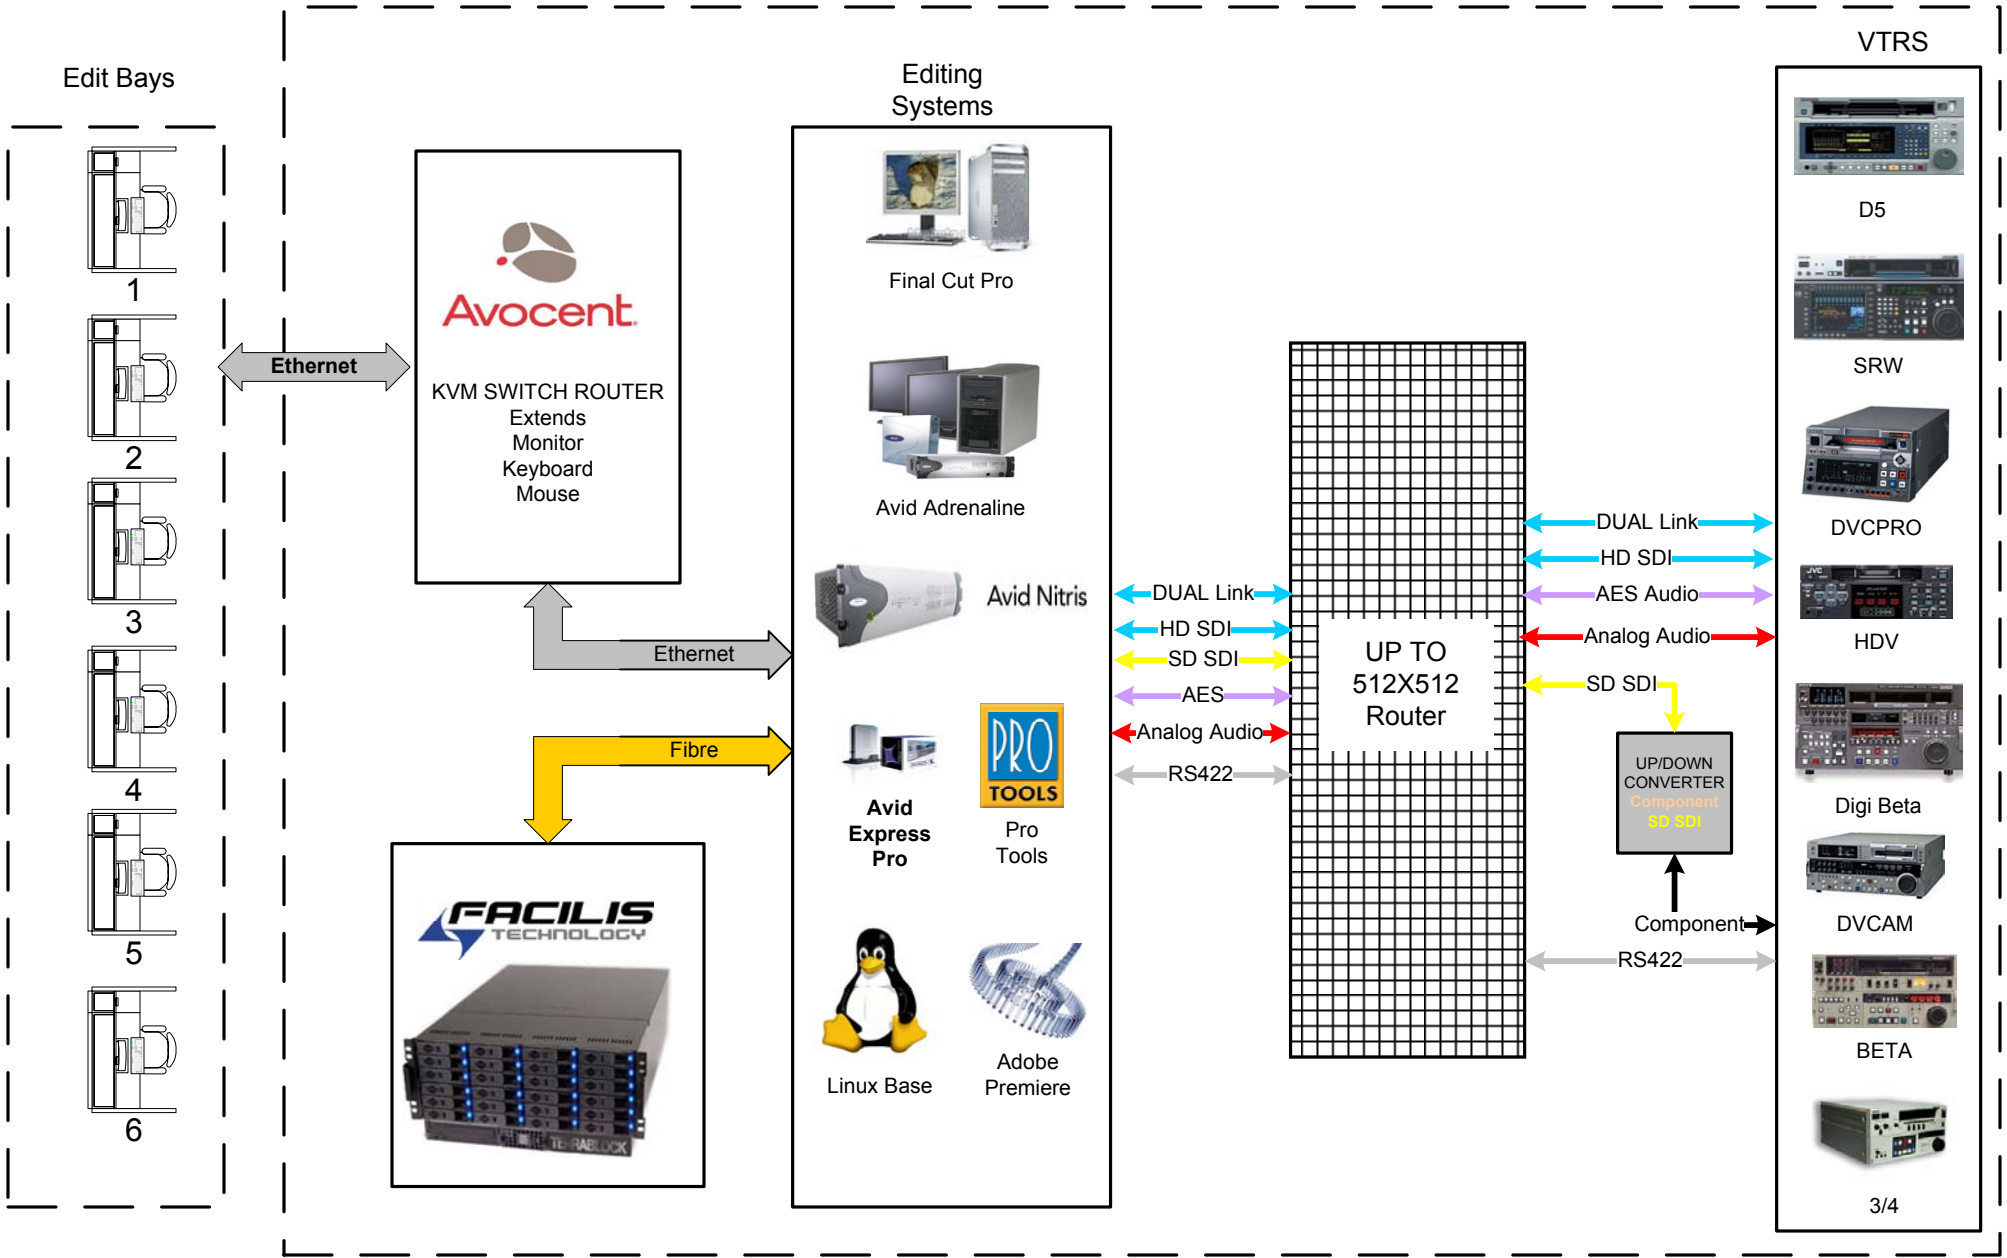 Edit Bays
1
2
3
4
5
6
Ethernet
Avocent
KVM SWITCH ROUTER
Extends
Monitor
Keyboard
Mouse
Ethernet
Fibre
FACILIS
TECHNOLOGY
TERRABLOCK
Editing
Systems
Final Cut Pro
Avid Adrenaline
Avid Nitris
Avid
Express
Pro
PRO
TOOLS
Pro
Tools
Linux Base
Adobe
Premiere
DUAL Link
HD SDI
SD SDI
AES
Analog Audio
RS422
UP TO
512X512
Router
DUAL Link
HD SDI
AES Audio
Analog Audio
SD SDI
UP/DOWN
CONVERTER
Component
SD SDI
Component
RS422
VTRS
D5
SRW
DVCPRO
JVC
HDV
Digi Beta
DVCAM
BETA
3/4